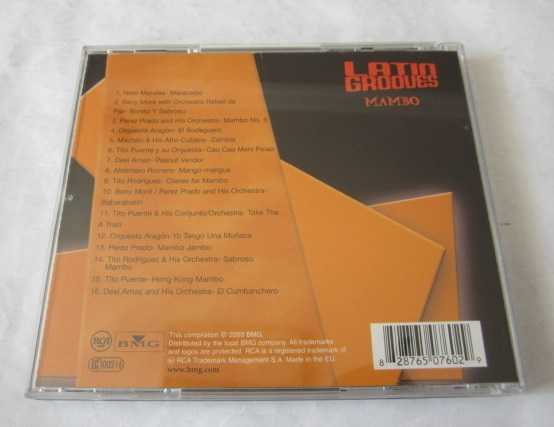 LATIN
GROOVES
MAMBO
1. Noro Morales- Maracaibo
2. Beny Moré with Orchestra Rafael de
Paz- Bonito Y Sabroso
3. Perez Prado and His Orchestra- Mambo No. 5
4. Orquesta Aragón- El Bodeguero
5. Machito & His Afro-Cubans- Zambia
6. Tito Puente y su Orquesta- Cao Cao Mani Picao
7. Desi Arnaz- Peanut Vendor
8. Aldemaro Romero- Mango mangue
9. Tito Rodriguez- Claves for Mambo
10. Beny Moré / Perez Prado and His Orchestra-
Babarabatiri
11. Tito Puente & His Conjunto/Orchestra- Take The
A Train
12. Orquesta Aragón- Yo Tengo Una Muñeca
13. Perez Prado- Mambo Jambo
14. Tito Rodriguez & His Orchestra- Sabroso
Mambo
15. Tito Puente- Hong Kong Mambo
16. Desi Arnaz and His Orchestra- El Cumbanchero
RCA BMG
This compilation ℗ 2005 BMG.
Distributed by the local BMG company. All trademarks
and logos are protected. RCA is a registered trademark of
RCA Trademark Management S.A. Made in the EU.
www.bmg.com
8 28765 07602 9